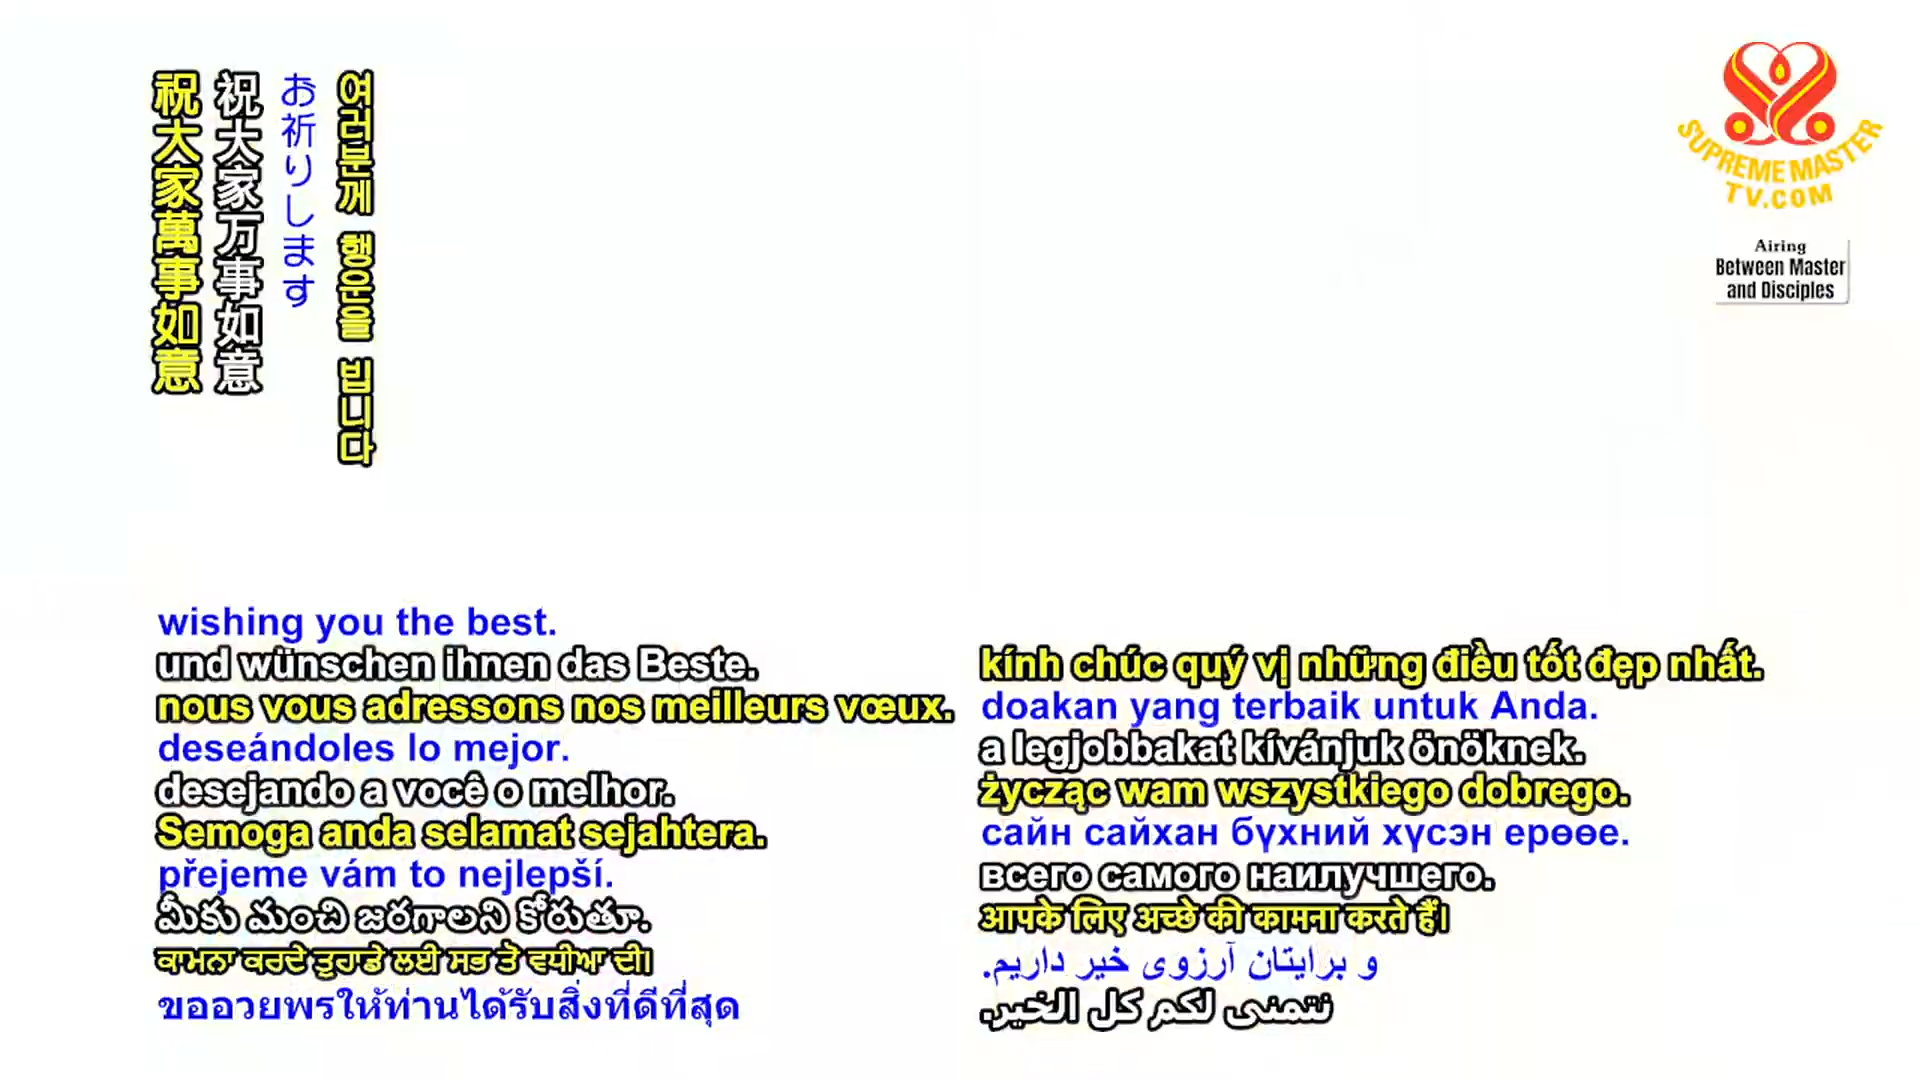 祝大家萬事如意
祝大家万事如意
お祈りします
여러분께 행운을 빕니다
SUPREME MASTER
TV.COM
Airing
Between Master
and Disciples
wishing you the best.
und wünschen ihnen das Beste.
nous vous adressons nos meilleurs vœux.
deseándoles lo mejor.
desejando a você o melhor.
Semoga anda selamat sejahtera.
přejeme vám to nejlepší.
మీకు మంచి జరగాలని కోరుతూ.
ਕਾਮਨਾ ਕਰਦੇ ਤੁਹਾਡੇ ਲਈ ਸਭ ਤੋ ਵਧੀਆ ਦੀ।
ขออวยพรให้ท่านได้รับสิ่งที่ดีที่สุด
kính chúc quý vị những điều tốt đẹp nhất.
doakan yang terbaik untuk Anda.
a legjobbakat kívánjuk önöknek.
życząc wam wszystkiego dobrego.
сайн сайхан бүхний хүсэн ерөөе.
всего самого наилучшего.
आपके लिए अच्छे की कामना करते हैं।
و برایتان آرزوی خیر داریم.
نتمنى لكم كل الخير.